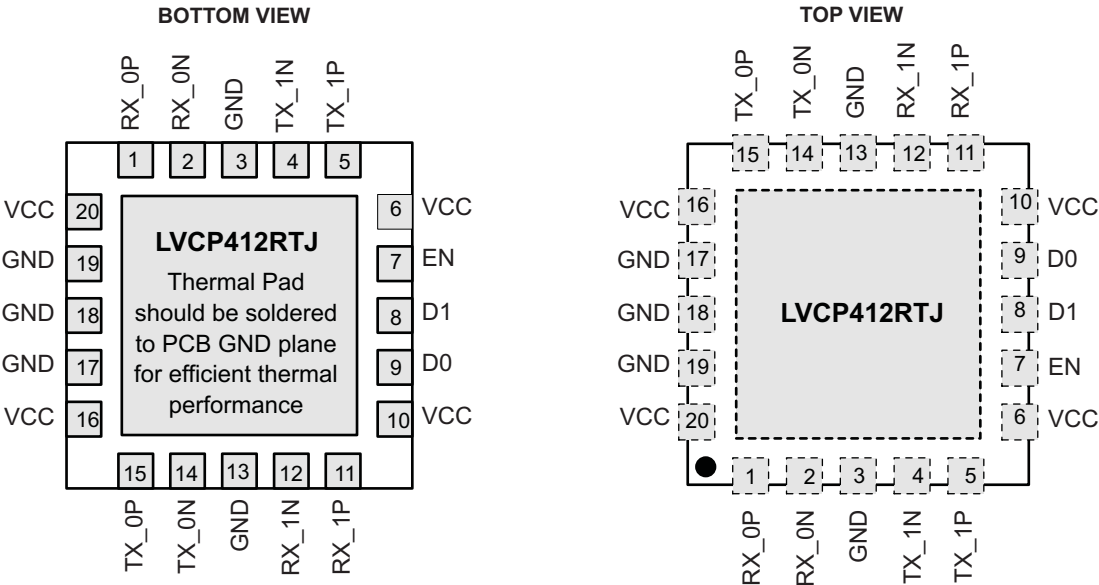 BOTTOM VIEW
RX_0P RX_0N GND TX_1N TX_1P
1 2 3 4 5
VCC 20 6 VCC
GND 19 7 EN
GND 18 8 D1
GND 17 9 D0
VCC 16 10 VCC
LVCP412RTJ
Thermal Pad
should be soldered
to PCB GND plane
for efficient thermal
performance
15 14 13 12 11
TX_0P TX_0N GND RX_1N RX_1P
TOP VIEW
TX_0P TX_0N GND RX_1N RX_1P
15 14 13 12 11
VCC 16 10 VCC
GND 17 9 D0
GND 18 LVCP412RTJ 8 D1
GND 19 7 EN
VCC 20 6 VCC
1 2 3 4 5
RX_0P RX_0N GND TX_1N TX_1P